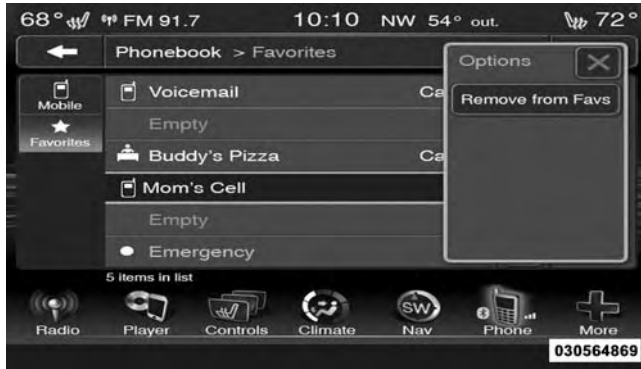 68° FM 91.7 10:10 NW 54° out. 72°
Phonebook > Favorites
Options
Mobile
Voicemail Ca
Remove from Favs
Empty
Favorites
Buddy's Pizza Ca
Mom's Cell
Empty
Emergency
5 items in list
SW
Radio Player Controls Climate Nav Phone More
030564869